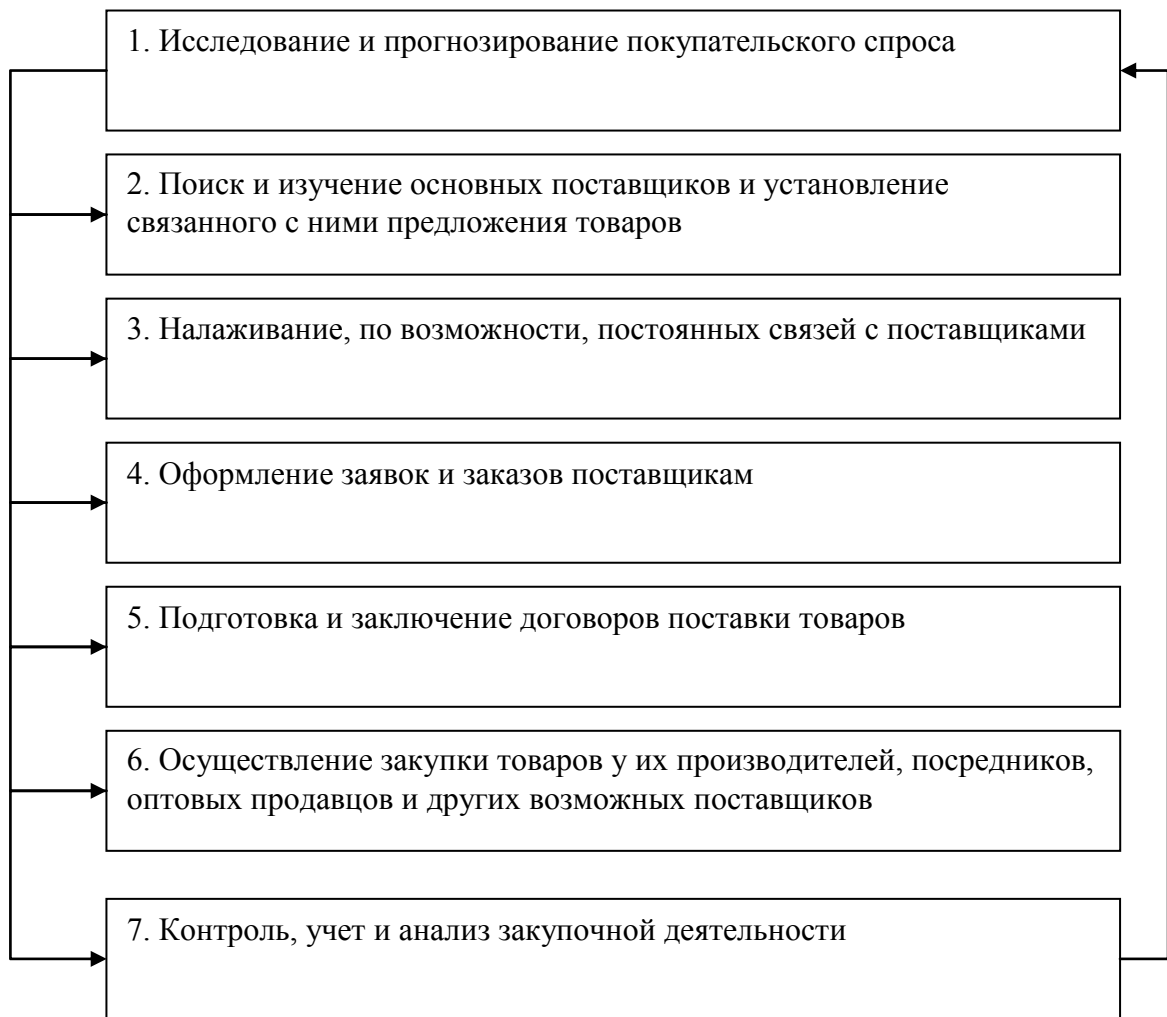 1. Исследование и прогнозирование покупательского спроса
2. Поиск и изучение основных поставщиков и установление
связанного с ними предложения товаров
3. Налаживание, по возможности, постоянных связей с поставщиками
4. Оформление заявок и заказов поставщикам
5. Подготовка и заключение договоров поставки товаров
6. Осуществление закупки товаров у их производителей, посредников,
оптовых продавцов и других возможных поставщиков
7. Контроль, учет и анализ закупочной деятельности